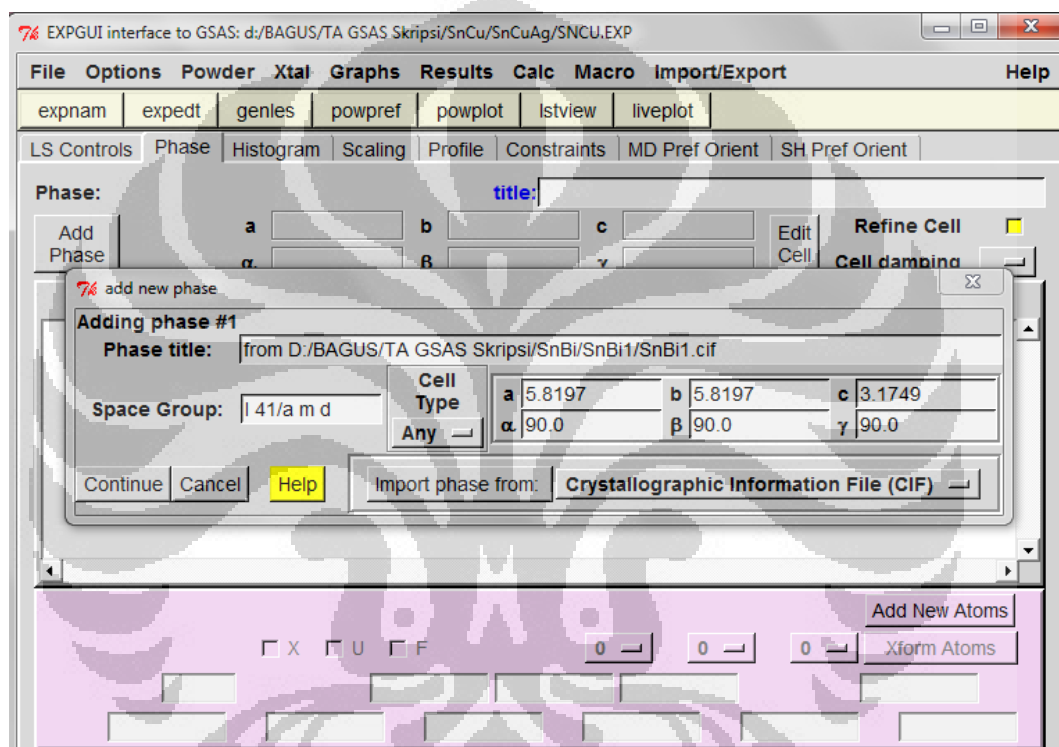 EXPGUI interface to GSAS: d:/BAGUS/TA GSAS Skripsi/SnCu/SnCuAg/SNCU.EXP
File Options Powder Xtal Graphs Results Calc Macro Import/Export Help
expnam expedt genles powpref powplot lstview liveplot
LS Controls Phase Histogram Scaling Profile Constraints MD Pref Orient SH Pref Orient
Phase: title:
Add Phase a b c Edit Cell Refine Cell
α β γ Cell damping
add new phase
Adding phase #1
Phase title: from D:/BAGUS/TA GSAS Skripsi/SnBi/SnBi1/SnBi1.cif
Space Group: I 41/a m d Cell Type Any a 5.8197 b 5.8197 c 3.1749
α 90.0 β 90.0 γ 90.0
Continue Cancel Help Import phase from: Crystallographic Information File (CIF)
Add New Atoms
X U F 0 0 0 Xform Atoms